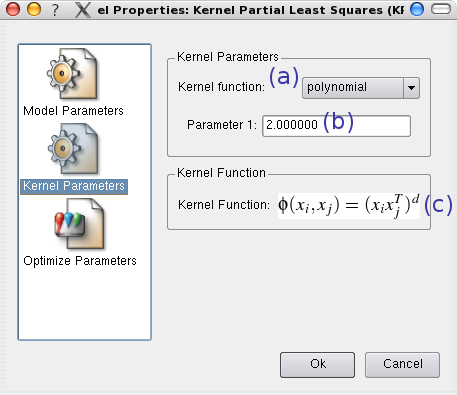 ? X el Properties: Kernel Partial Least Squares (KF
Model Parameters
Kernel Parameters
Optimize Parameters
Kernel Parameters
Kernel function: (a) polynomial
Parameter 1: 2.000000 (b)
Kernel Function
Kernel Function: ϕ(x_i, x_j) = (x_i x_j^T)^d (c)
Ok Cancel